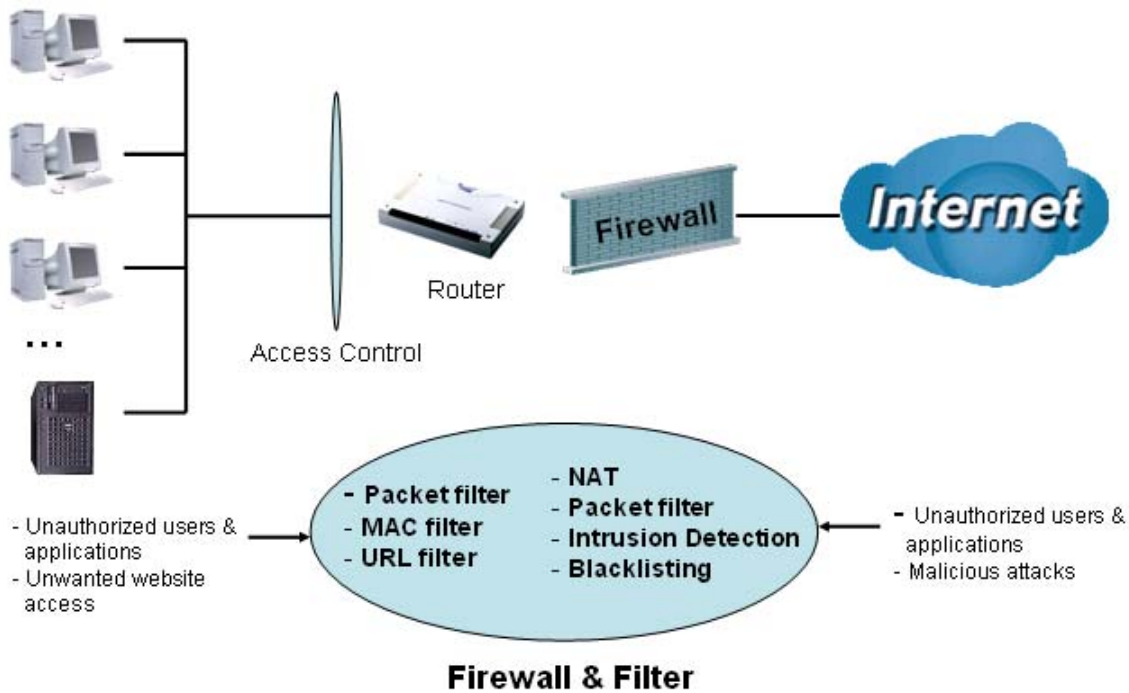 Firewall
Internet
Router
Access Control
...
- Unauthorized users &
applications
- Unwanted website
access
- Packet filter
- MAC filter
- URL filter
- NAT
- Packet filter
- Intrusion Detection
- Blacklisting
- Unauthorized users &
applications
- Malicious attacks
Firewall & Filter